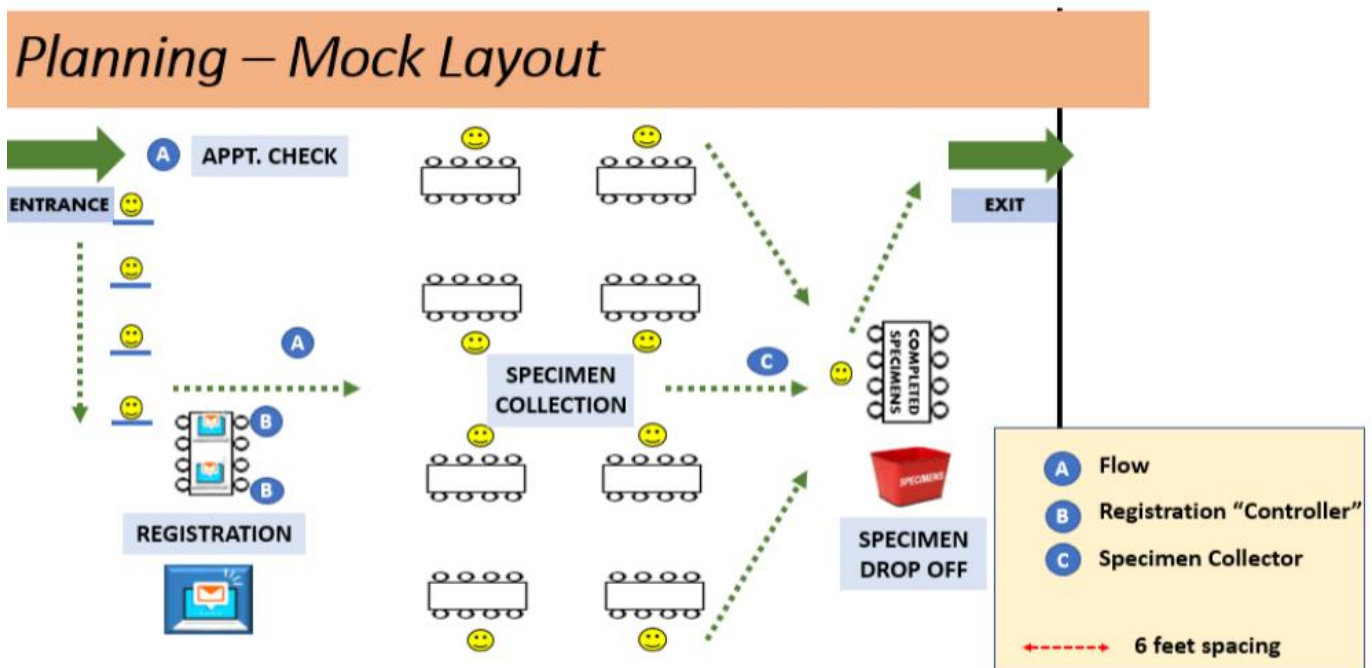 Planning – Mock Layout
A
APPT. CHECK
ENTRANCE
EXIT
A
SPECIMEN
COLLECTION
C
COMPLETED
SPECIMENS
B
B
REGISTRATION
SPECIMENS
SPECIMEN
DROP OFF
A Flow
B Registration “Controller”
C Specimen Collector
6 feet spacing